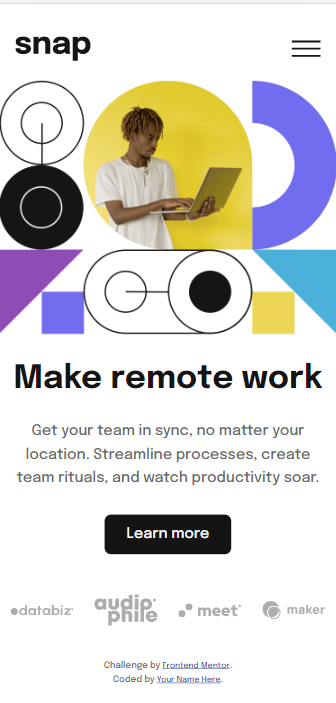 snap
Make remote work
Get your team in sync, no matter your
location. Streamline processes, create
team rituals, and watch productivity soar.
Learn more
databiz
audiophile
meet
maker
Challenge by Frontend Mentor.
Coded by Your Name Here.